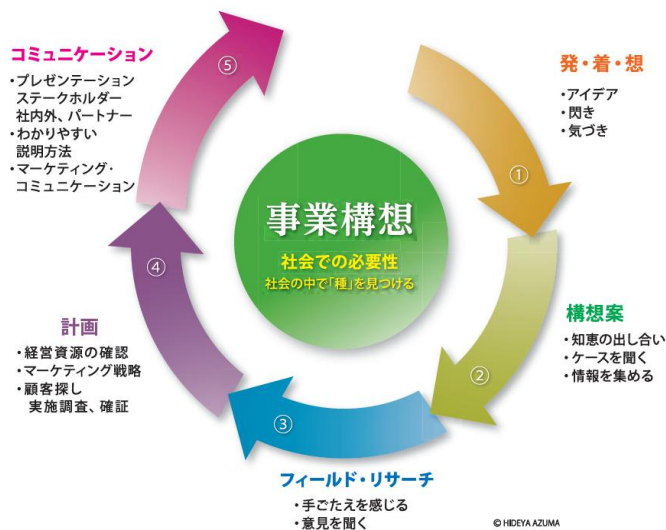 事業構想
社会での必要性
社会の中で「種」を見つける
①
発・着・想
・アイデア
・閃き
・気づき
②
構想案
・知恵の出し合い
・ケースを聞く
・情報を集める
③
フィールド・リサーチ
・手ごたえを感じる
・意見を聞く
④
計画
・経営資源の確認
・マーケティング戦略
・顧客探し
実施調査、確証
⑤
コミュニケーション
・プレゼンテーション
ステークホルダー
社内外、パートナー
・わかりやすい
説明方法
・マーケティング・
コミュニケーション
© HIDEYA AZUMA